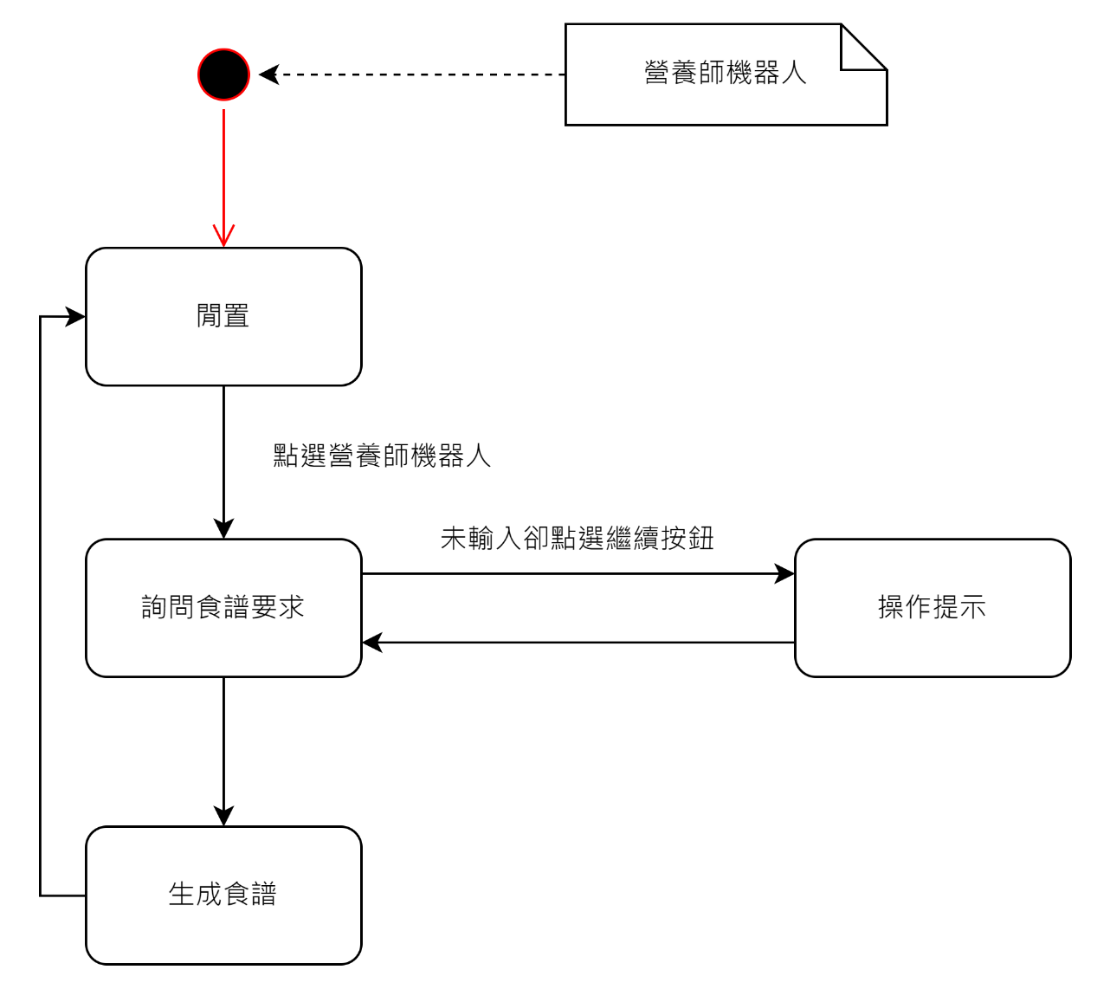 營養師機器人
閒置
點選營養師機器人
未輸入卻點選繼續按鈕
詢問食譜要求
操作提示
生成食譜